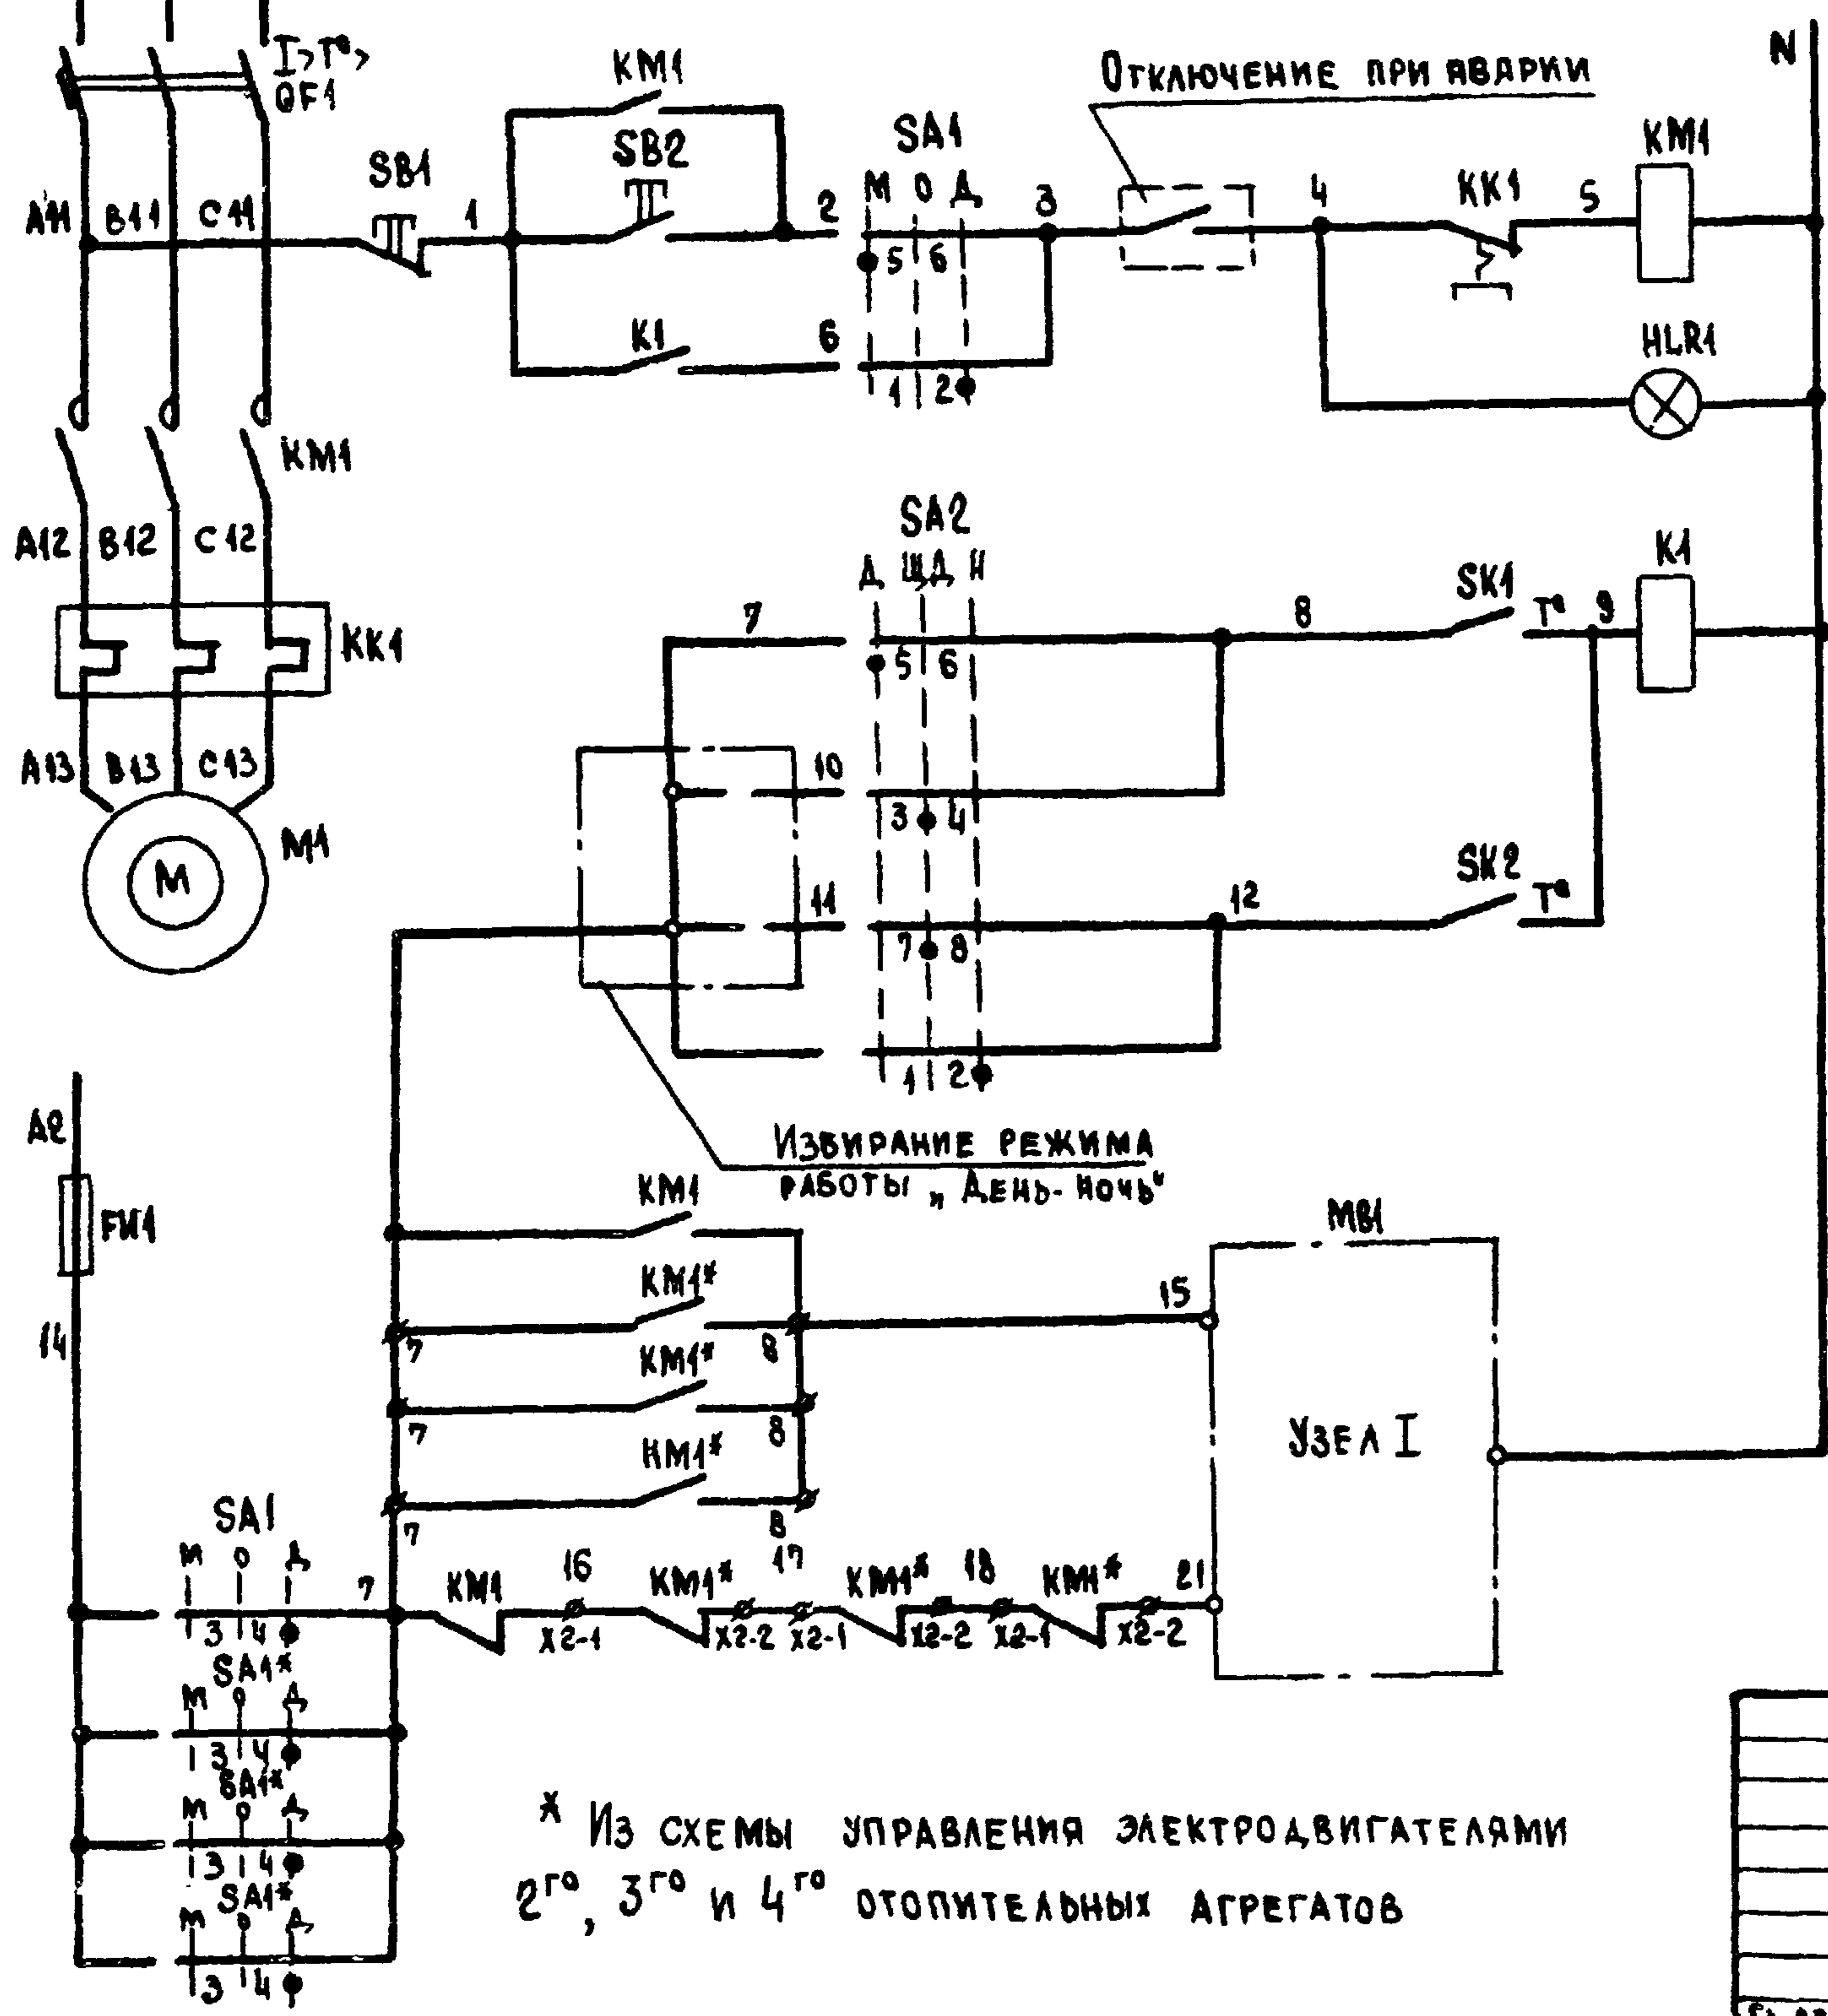 I> T°>
QF1
KM1
Отключение при аварии
N
SB1
SB2
SA1
М О Д
KM1
A11 B11 C11
1
2
3
4
KK1
5
5 6
K1
6
1 2
HLR1
KM1
A12 B12 C12
SA2
Д ЩД Н
K1
KK1
7
8
SK1
T°
9
5 6
A13 B13 C13
10
3 4
M1
M
11
12
SK2
T°
7 8
1 2
A2
Избирание режима
работы „День-ночь"
KM1
МВ1
KM1*
15
14
7
8
KM1*
Узел I
7
8
КМ1*
7
8
SA1
М О Д
7
KM1
16
KM1*
17
KM1*
18
KM1*
21
3 4
X2-1
X2-2
X2-1
X2-2
X2-1
X2-2
SA1*
М О Д
3 4
SA1*
М О Д
3 4
SA1*
М О Д
3 4
* Из схемы управления электродвигателями
2го, 3го и 4го отопительных агрегатов